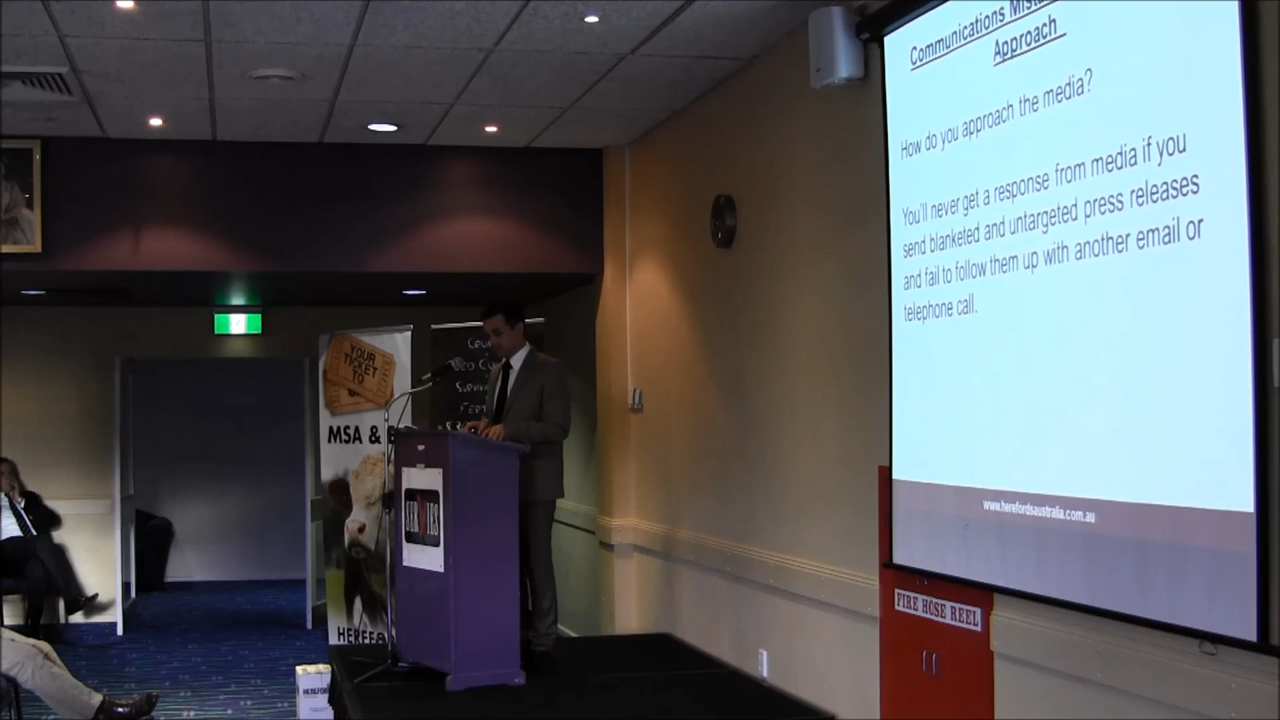 Communications
Approach
How do you approach the media?
You'll never get a response from media if you
send blanketed and untargeted press releases
and fail to follow them up with another email or
telephone call.
www.herefordsaustralia.com.au
FIRE HOSE REEL
YOUR
TICKET
TO
MSA &
SERVIES